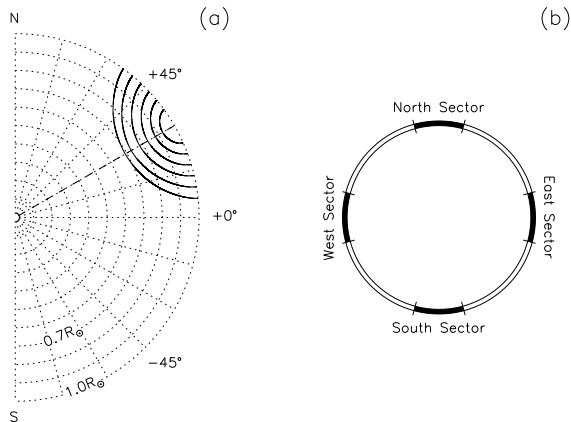 N
(a)
+45°
+0°
-45°
0.7R⊙
1.0R⊙
S
(b)
North Sector
West Sector
East Sector
South Sector